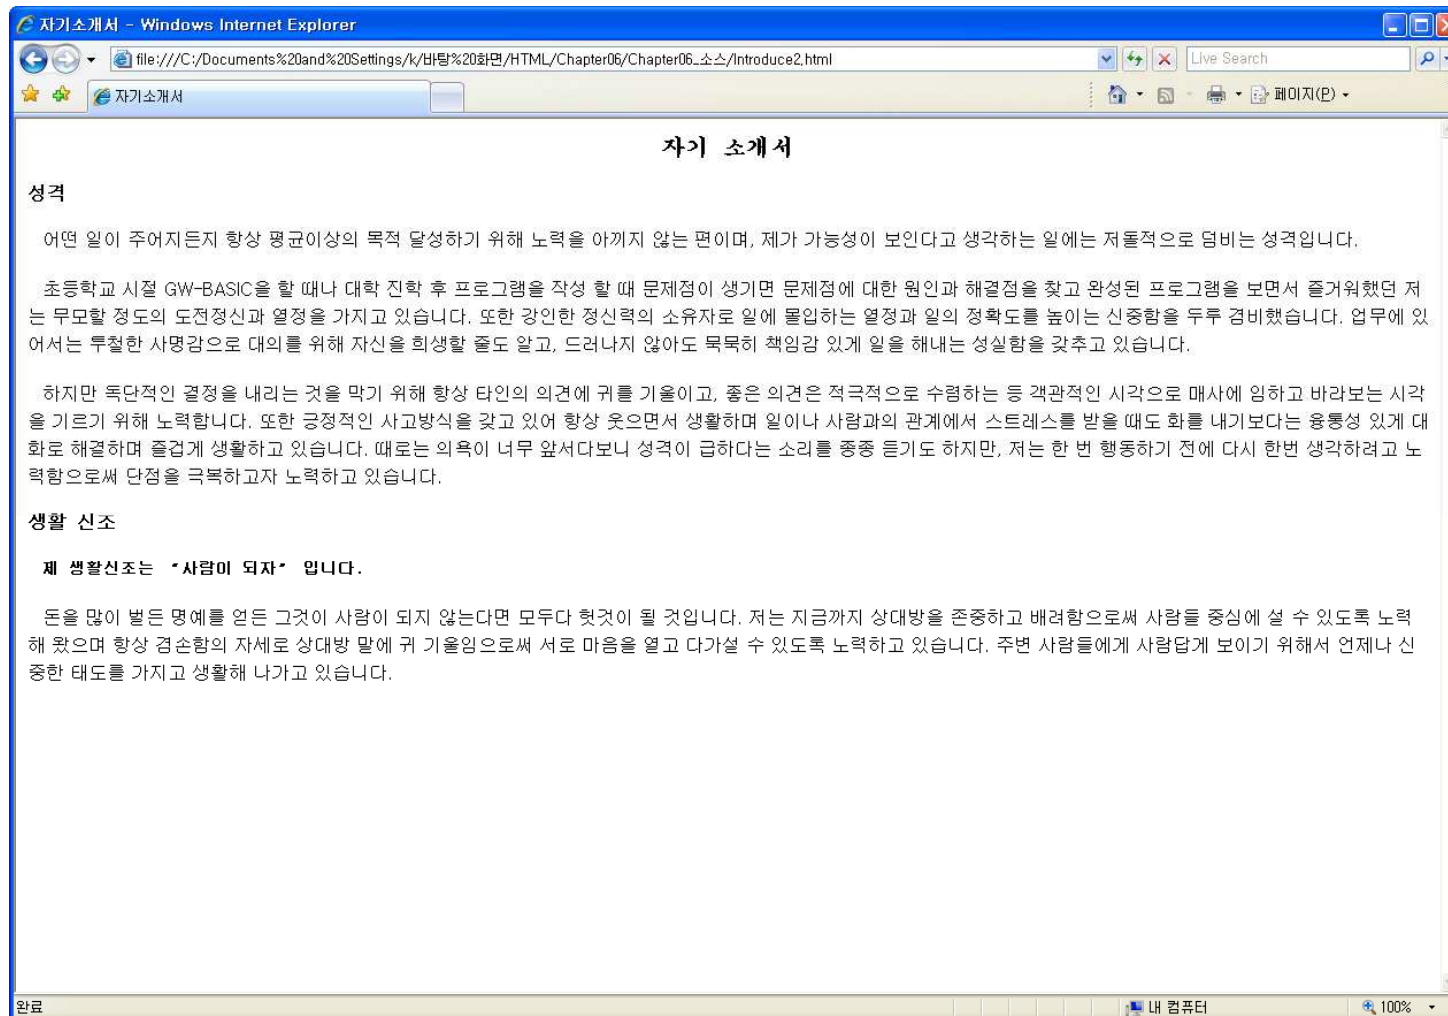 자기소개서 - Windows Internet Explorer
file:///C:/Documents%20and%20Settings/k/바탕%20화면/HTML/Chapter06/Chapter06_소스/Introduce2.html
Live Search
자기소개서
페이지(P)
자기 소개서
성격
어떤 일이 주어지든지 항상 평균이상의 목적 달성하기 위해 노력을 아끼지 않는 편이며, 제가 가능성이 보인다고 생각하는 일에는 저돌적으로 덤비는 성격입니다.
초등학교 시절 GW-BASIC을 할 때나 대학 진학 후 프로그램을 작성 할 때 문제점이 생기면 문제점에 대한 원인과 해결점을 찾고 완성된 프로그램을 보면서 즐거워했던 저
는 무모할 정도의 도전정신과 열정을 가지고 있습니다. 또한 강인한 정신력의 소유자로 일에 몰입하는 열정과 일의 정확도를 높이는 신중함을 두루 겸비했습니다. 업무에 있
어서는 투철한 사명감으로 대의를 위해 자신을 희생할 줄도 알고, 드러나지 않아도 묵묵히 책임감 있게 일을 해내는 성실함을 갖추고 있습니다.
하지만 독단적인 결정을 내리는 것을 막기 위해 항상 타인의 의견에 귀를 기울이고, 좋은 의견은 적극적으로 수렴하는 등 객관적인 시각으로 매사에 임하고 바라보는 시각
을 기르기 위해 노력합니다. 또한 긍정적인 사고방식을 갖고 있어 항상 웃으면서 생활하며 일이나 사람과의 관계에서 스트레스를 받을 때도 화를 내기보다는 융통성 있게 대
화로 해결하며 즐겁게 생활하고 있습니다. 때로는 의욕이 너무 앞서다보니 성격이 급하다는 소리를 종종 듣기도 하지만, 저는 한 번 행동하기 전에 다시 한번 생각하려고 노
력함으로써 단점을 극복하고자 노력하고 있습니다.
생활 신조
제 생활신조는 “사람이 되자” 입니다.
돈을 많이 벌든 명예를 얻든 그것이 사람이 되지 않는다면 모두다 헛것이 될 것입니다. 저는 지금까지 상대방을 존중하고 배려함으로써 사람들 중심에 설 수 있도록 노력
해 왔으며 항상 겸손함의 자세로 상대방 말에 귀 기울임으로써 서로 마음을 열고 다가설 수 있도록 노력하고 있습니다. 주변 사람들에게 사람답게 보이기 위해서 언제나 신
중한 태도를 가지고 생활해 나가고 있습니다.
완료
내 컴퓨터
100%